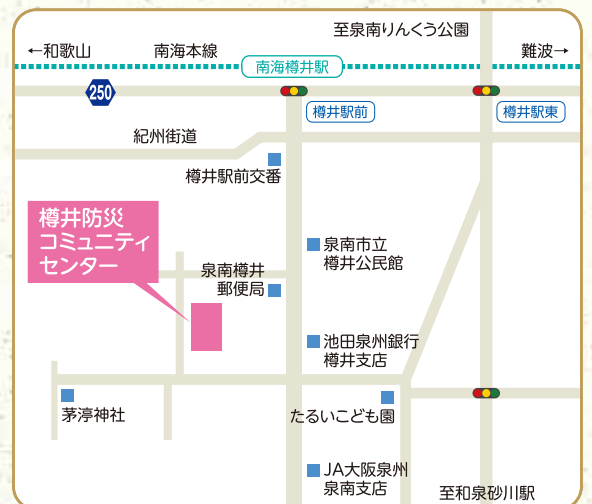 至泉南りんくう公園
←和歌山
南海本線
難波→
南海樽井駅
250
樽井駅前
樽井駅東
紀州街道
樽井駅前交番
樽井防災
コミュニティ
センター
泉南市立
樽井公民館
泉南樽井
郵便局
池田泉州銀行
樽井支店
茅渟神社
たるいこども園
JA大阪泉州
泉南支店
至和泉砂川駅